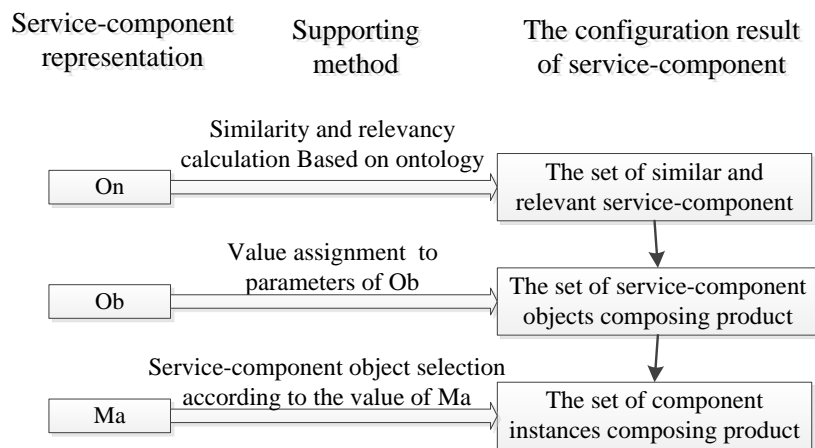 Service-component
representation
Supporting
method
The configuration result
of service-component
Similarity and relevancy
calculation Based on ontology
On
The set of similar and
relevant service-component
Value assignment to
parameters of Ob
Ob
The set of service-component
objects composing product
Service-component object selection
according to the value of Ma
Ma
The set of component
instances composing product